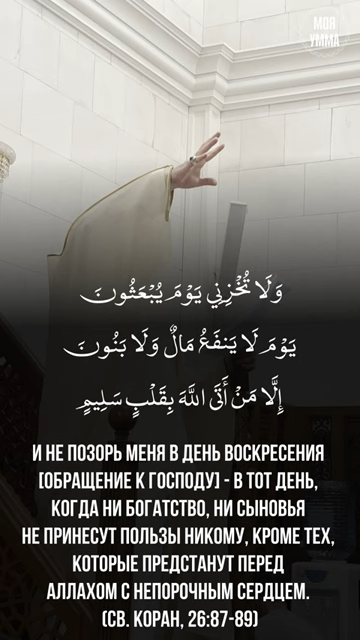 МОЯ
УММА
وَلَا تُخْزِنِي يَوْمَ يُبْعَثُونَ
يَوْمَ لَا يَنفَعُ مَالٌ وَلَا بَنُونَ
إِلَّا مَنْ أَتَى اللَّهَ بِقَلْبٍ سَلِيمٍ
И НЕ ПОЗОРЬ МЕНЯ В ДЕНЬ ВОСКРЕСЕНИЯ
[ОБРАЩЕНИЕ К ГОСПОДУ] - В ТОТ ДЕНЬ,
КОГДА НИ БОГАТСТВО, НИ СЫНОВЬЯ
НЕ ПРИНЕСУТ ПОЛЬЗЫ НИКОМУ, КРОМЕ ТЕХ,
КОТОРЫЕ ПРЕДСТАНУТ ПЕРЕД
АЛЛАХОМ С НЕПОРОЧНЫМ СЕРДЦЕМ.
(СВ. КОРАН, 26:87-89)